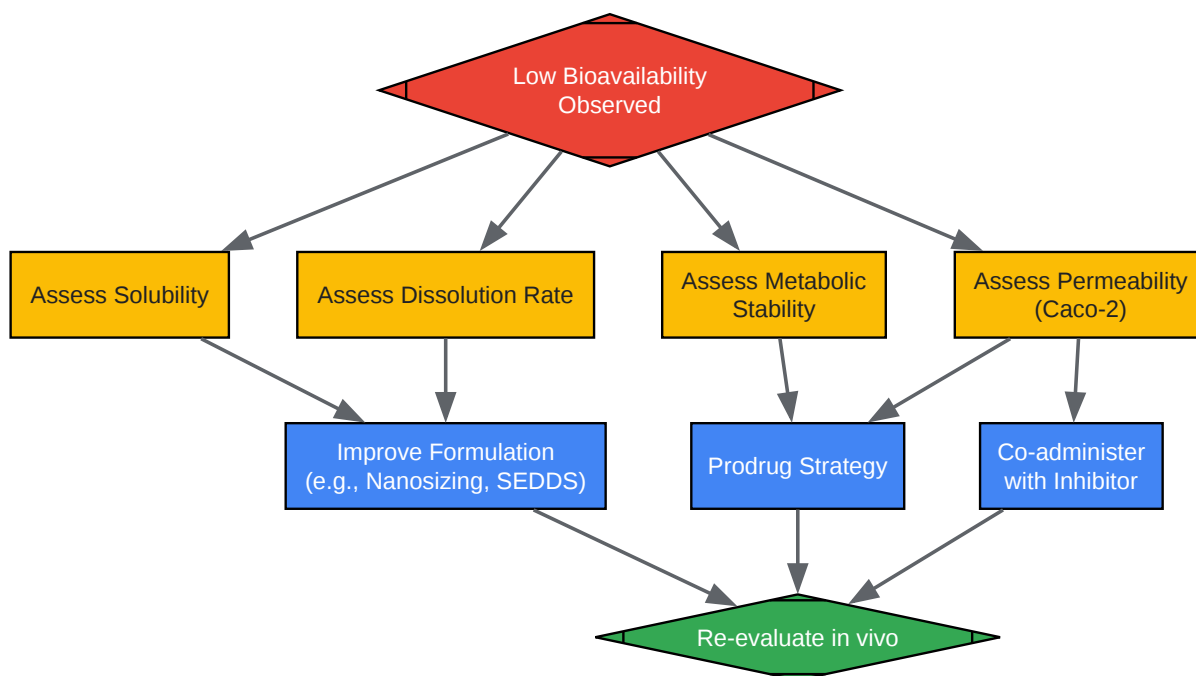 Low Bioavailability
Observed
Assess Solubility
Assess Dissolution Rate
Assess Metabolic
Stability
Assess Permeability
(Caco-2)
Improve Formulation
(e.g., Nanosizing, SEDDS)
Prodrug Strategy
Co-administer
with Inhibitor
Re-evaluate in vivo